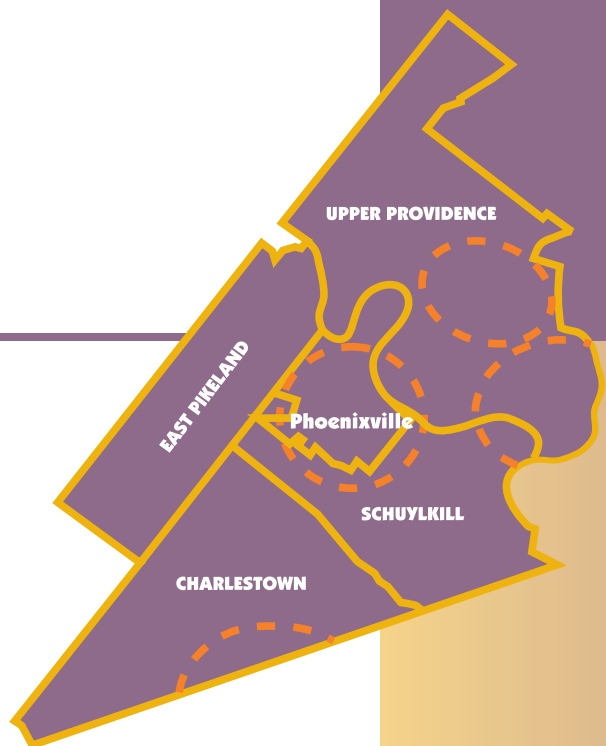 UPPER PROVIDENCE
EAST PIKELAND
Phoenixville
SCHUYLKILL
CHARLESTOWN